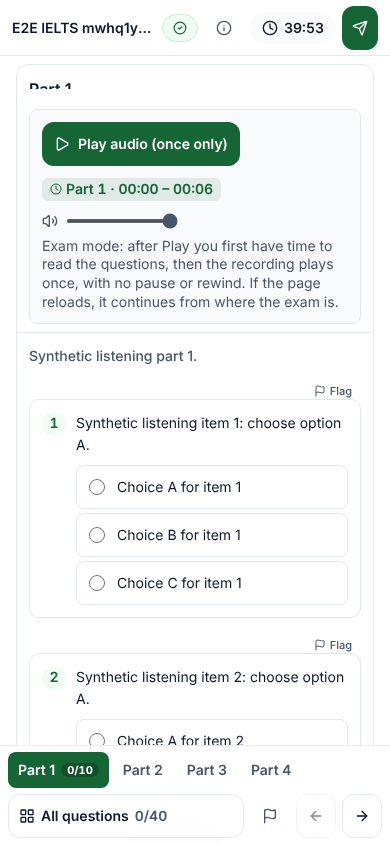 E2E IELTS mwhq1y...
39:53
Part 1
Play audio (once only)
Part 1 · 00:00 – 00:06
Exam mode: after Play you first have time to
read the questions, then the recording plays
once, with no pause or rewind. If the page
reloads, it continues from where the exam is.
Synthetic listening part 1.
Flag
1 Synthetic listening item 1: choose option
A.
Choice A for item 1
Choice B for item 1
Choice C for item 1
Flag
2 Synthetic listening item 2: choose option
A.
Choice A for item 2
Part 1 0/10 Part 2 Part 3 Part 4
All questions 0/40